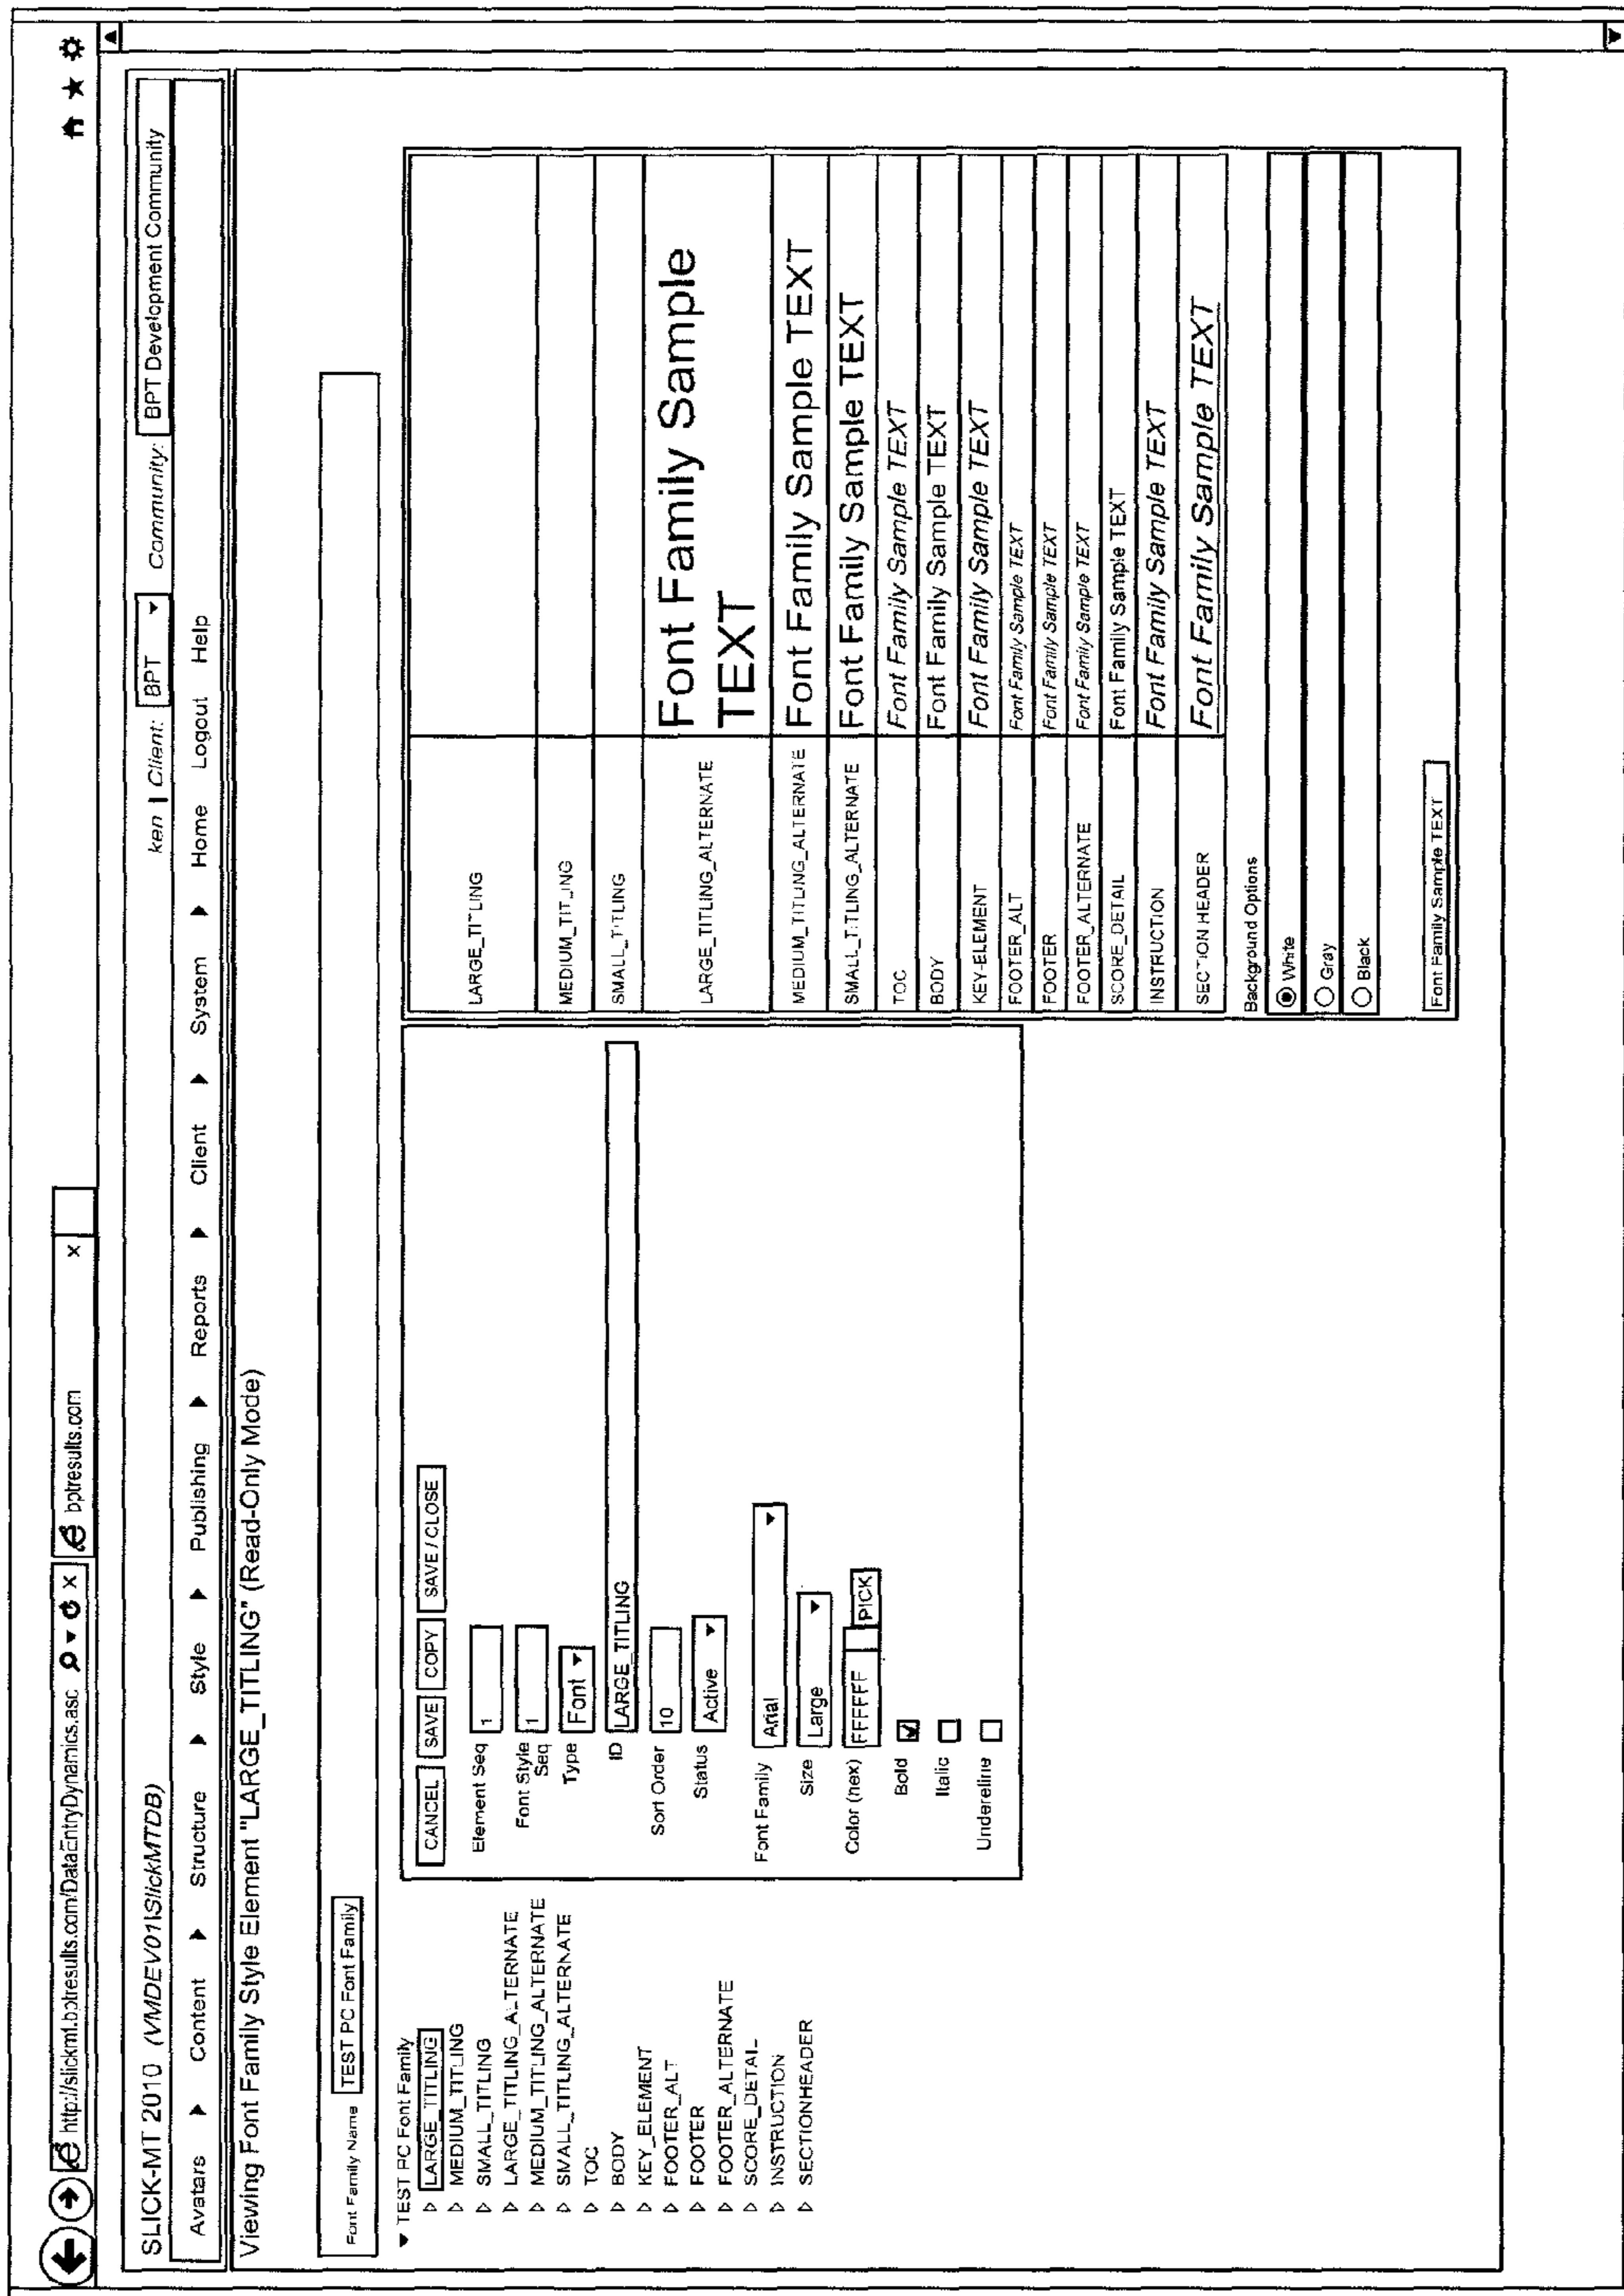 http://slickmt.bptresults.com/DataEntryDynamics.asc
bptresults.com
SLICK-MT 2010 (VMDEV01\SlickMTDB)
ken | Client: BPT Community: BPT Development Community
Avatars Content Structure Style Publishing Reports Client System Home Logout Help
Viewing Font Family Style Element "LARGE_TITLING" (Read-Only Mode)
Font Family Name TEST PC Font Family
TEST PC Font Family
LARGE_TITLING
MEDIUM_TITLING
SMALL_TITLING
LARGE_TITLING_ALTERNATE
MEDIUM_TITLING_ALTERNATE
SMALL_TITLING_ALTERNATE
TOC
BODY
KEY_ELEMENT
FOOTER_ALT
FOOTER
FOOTER_ALTERNATE
SCORE_DETAIL
INSTRUCTION
SECTIONHEADER
CANCEL SAVE COPY SAVE / CLOSE
Element Seq 1
Font Style
Seq 1
Type Font
ID LARGE_TITLING
Sort Order 10
Status Active
Font Family Arial
Size Large
Color (hex) FFFFFF PICK
Bold
Italic
Undereline
LARGE_TITLING
MEDIUM_TITLING
SMALL_TITLING
LARGE_TITLING_ALTERNATE Font Family Sample
TEXT
MEDIUM_TITLING_ALTERNATE Font Family Sample TEXT
SMALL_TITLING_ALTERNATE Font Family Sample TEXT
TOC Font Family Sample TEXT
BODY Font Family Sample TEXT
KEY-ELEMENT Font Family Sample TEXT
FOOTER_ALT Font Family Sample TEXT
FOOTER Font Family Sample TEXT
FOOTER_ALTERNATE Font Family Sample TEXT
SCORE_DETAIL Font Family Sample TEXT
INSTRUCTION Font Family Sample TEXT
SECTION HEADER Font Family Sample TEXT
Background Options
White
Gray
Black
Font Family Sample TEXT